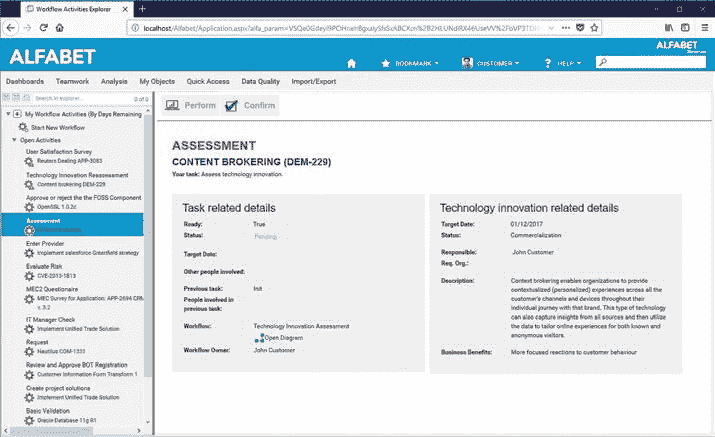 Workflow Activities Explorer
localhost/Alfabet/Application.aspx?alfa_param=
ALFABET
ALFABET
BOOKMARK
CUSTOMER
HELP
Dashboards Teamwork Analysis My Objects Quick Access Data Quality Import/Export
Search in explorer...
0 of 0
Perform Confirm
My Workflow Activities (By Days Remaining
Start New Workflow
Open Activities
User Satisfaction Survey
Reuters Dealing APP-3083
Technology Innovation Reassessment
Content brokering DEM-229
Approve or reject the the FOSS Component
OpenSSL 1.0.2c
Assessment
Enter Provider
Implement salesforce Greenfield strategy
Evaluate Risk
CVE-2013-1813
MEC2 Questionaire
MEC Survey for Application: APP-2694 CRM
v. 3.2
IT Manager Check
Implement Unified Trade Solution
Request
Nautilus COM-1333
Review and Approve BOT Registration
Customer Information Form Transform 1
Create project solutions
Implement Unified Trade Solution
Basic Validation
Oracle Database 11g R1
ASSESSMENT
CONTENT BROKERING (DEM-229)
Your task: Assess technology innovation.
Task related details
Ready: True
Status: Pending
Target Date:
Other people involved:
Previous task: Init
People involved in
previous task:
Workflow: Technology Innovation Assessment
Open Diagram
Workflow Owner: John Customer
Technology innovation related details
Target Date: 01/12/2017
Status: Commercialization
Responsible: John Customer
Req. Org.:
Description: Context brokering enables organizations to provide
contextualized (personalized) experiences across all the
customer's channels and devices throughout their
individual journey with that brand. This type of technology
can also capture insights from all sources and then utilize
the data to tailor online experiences for both known and
anonymous visitors.
Business Benefits: More focused reactions to customer behaviour